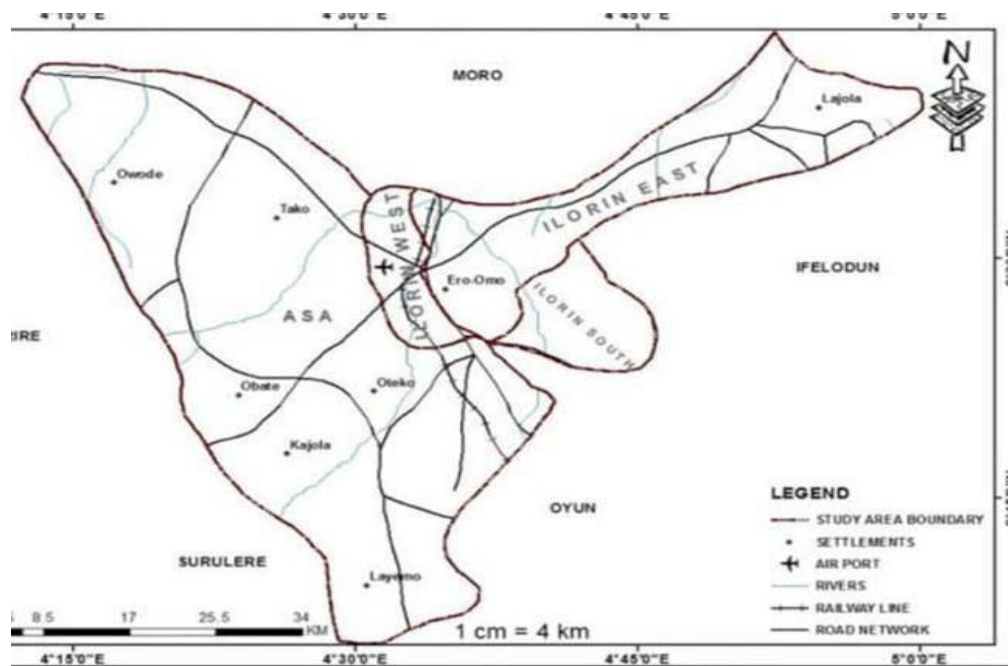 4°15'0"E 4°30'0"E 4°45'0"E 5°0'0"E
N
MORO
Lajola
Owode
Tako
ILORIN EAST
ILORIN WEST
IFELODUN
Ero-Omo
ILORIN SOUTH
ASA
Obate
Oteko
Kajola
OYUN
SURULERE
Layemo
LEGEND
STUDY AREA BOUNDARY
SETTLEMENTS
AIR PORT
RIVERS
RAILWAY LINE
ROAD NETWORK
8.5 17 25.5 34
KM
1 cm = 4 km
4°15'0"E 4°30'0"E 4°45'0"E 5°0'0"E